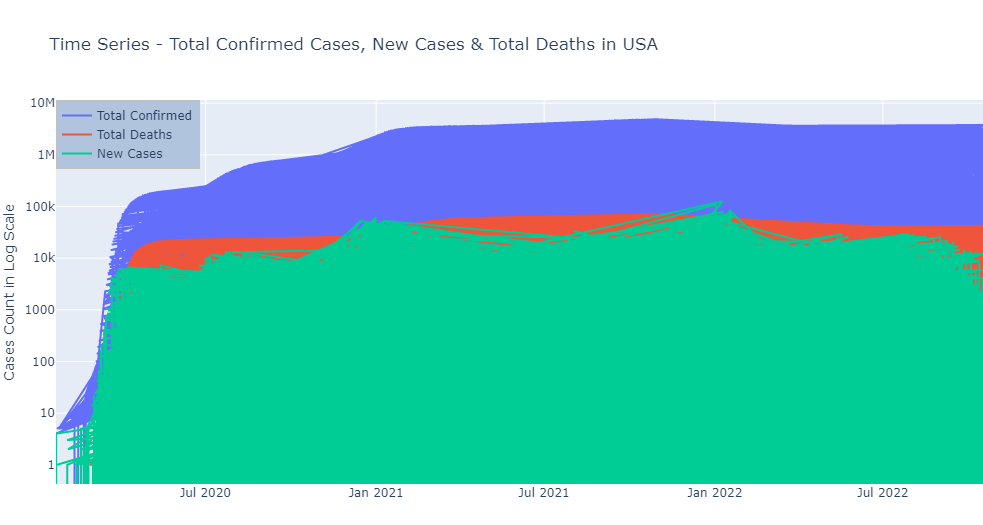 Time Series - Total Confirmed Cases, New Cases & Total Deaths in USA
Total Confirmed
Total Deaths
New Cases
Cases Count in Log Scale
10M
1M
100k
10k
1000
100
10
1
Jul 2020
Jan 2021
Jul 2021
Jan 2022
Jul 2022